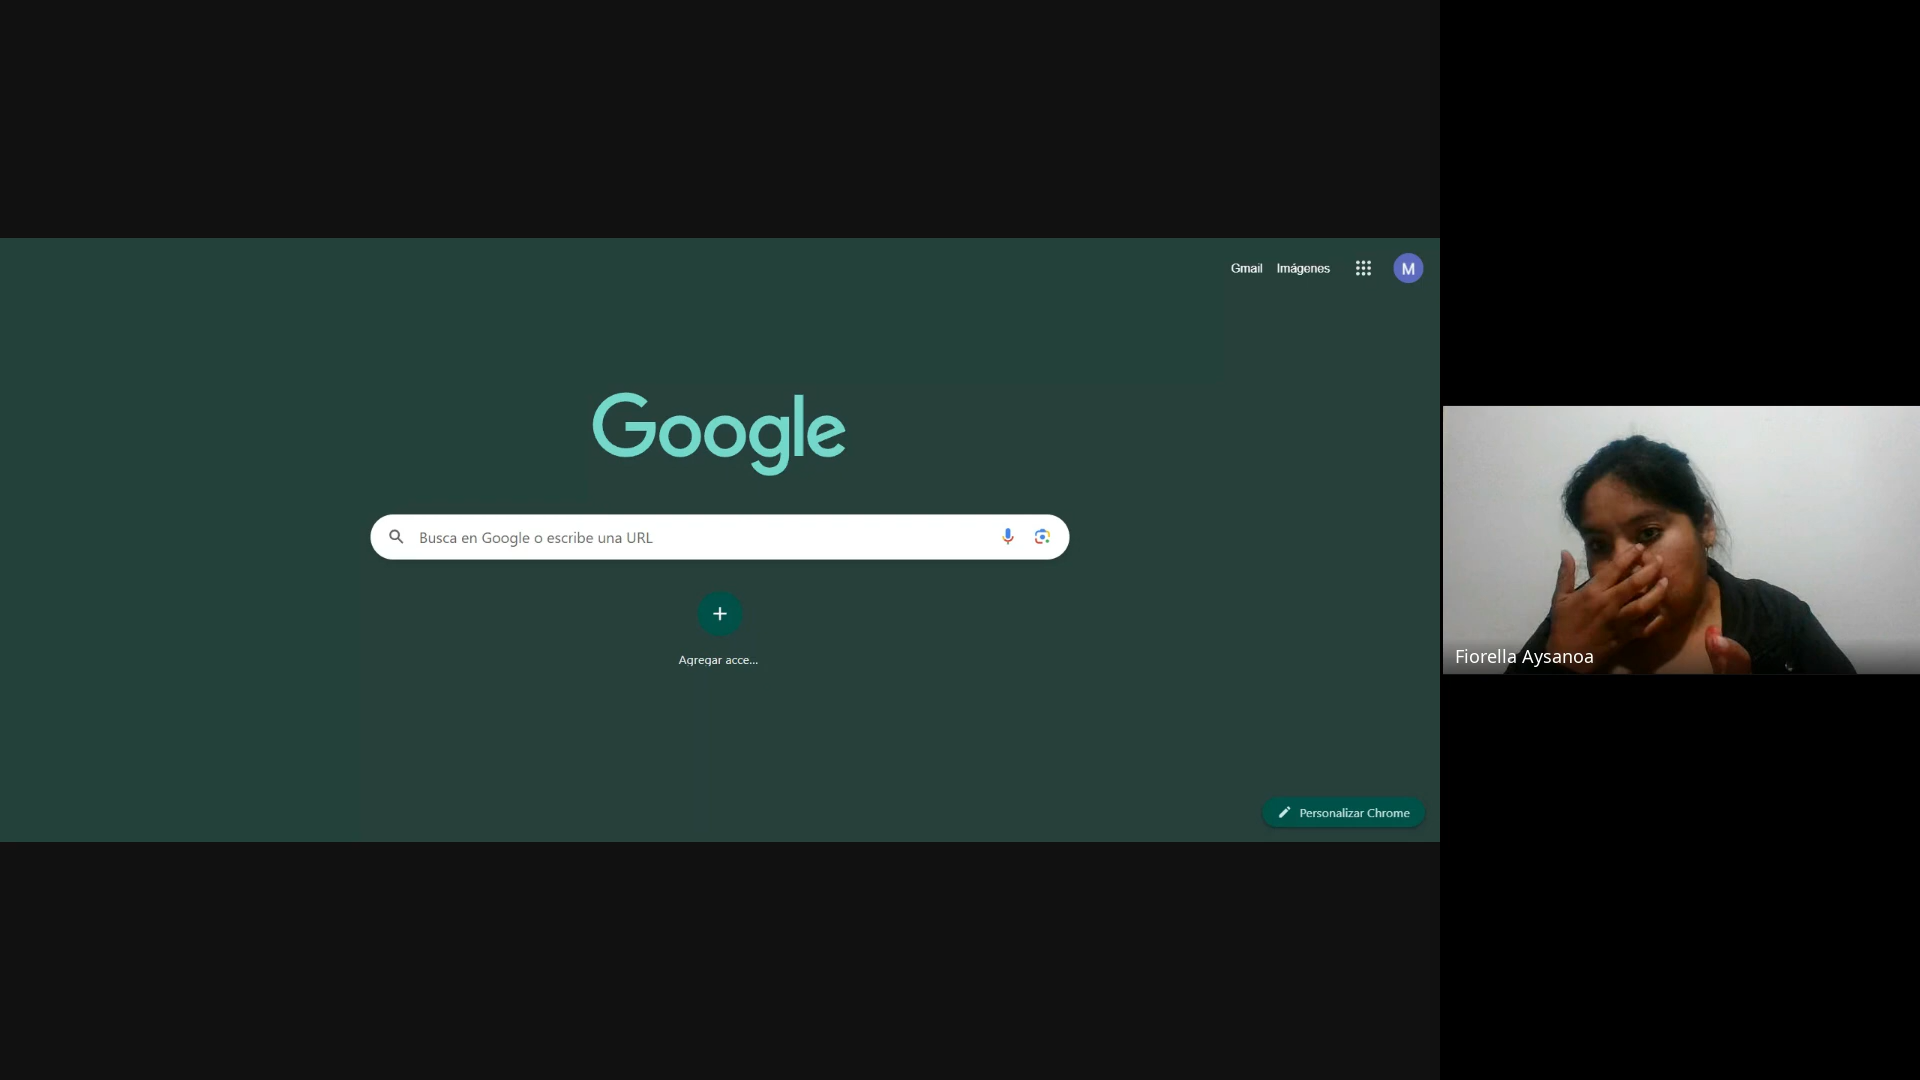 Gmail Imágenes M
Google
Busca en Google o escribe una URL
Agregar acce...
Personalizar Chrome
Fiorella Aysanoa